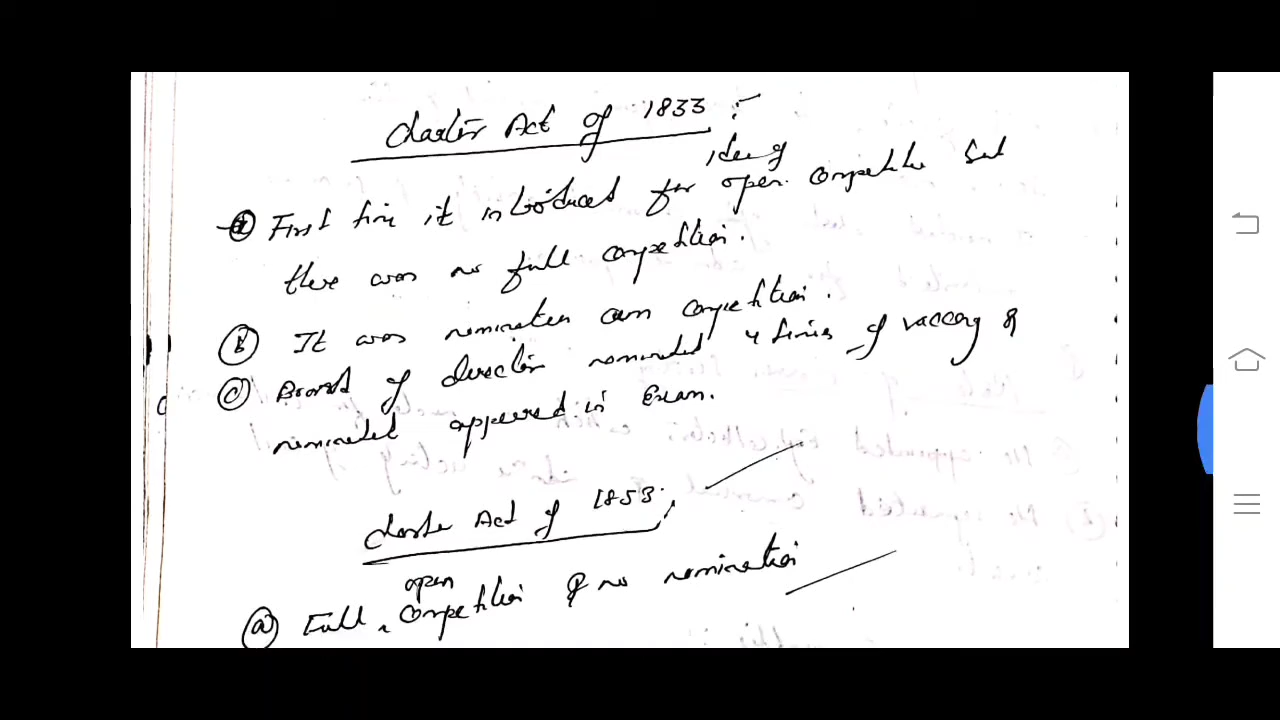 Charter Act of 1833 :-
idea of
(a) First time it introduced for open competition but
there was no full competition.
(b) It was nomination cum competition.
(c) Board of director nominated 4 times of vaccancy &
nominated appeared in Exam.
Charter Act of 1853:
open
(a) Full competition & no nomination